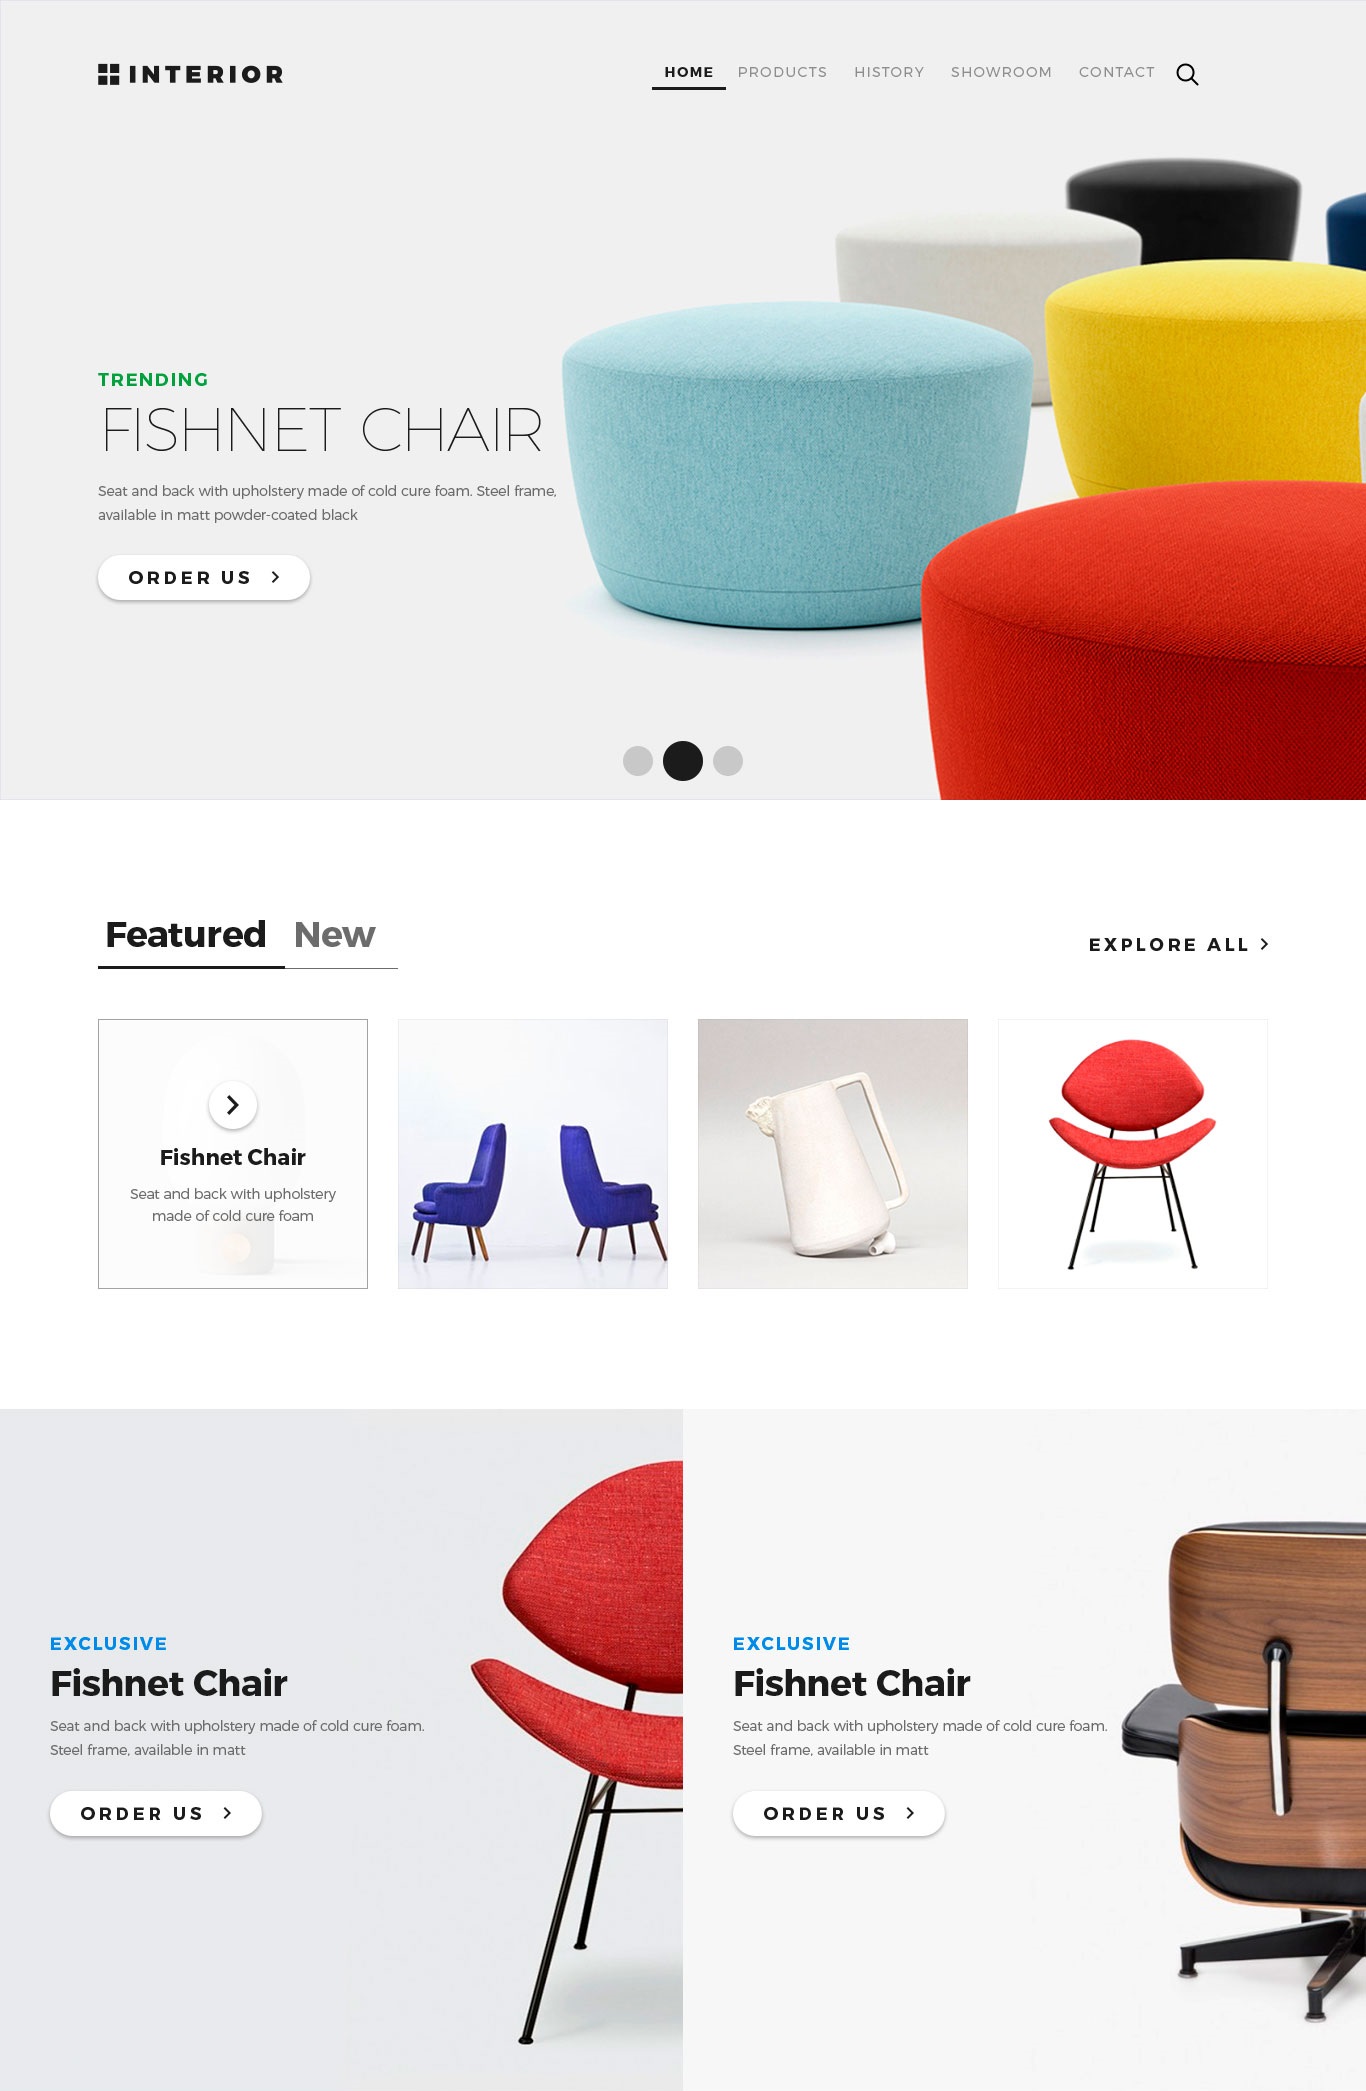 INTERIOR
HOME PRODUCTS HISTORY SHOWROOM CONTACT
TRENDING
FISHNET CHAIR
Seat and back with upholstery made of cold cure foam. Steel frame,
available in matt powder-coated black
ORDER US
Featured New
EXPLORE ALL
Fishnet Chair
Seat and back with upholstery
made of cold cure foam
EXCLUSIVE
Fishnet Chair
Seat and back with upholstery made of cold cure foam.
Steel frame, available in matt
ORDER US
EXCLUSIVE
Fishnet Chair
Seat and back with upholstery made of cold cure foam.
Steel frame, available in matt
ORDER US